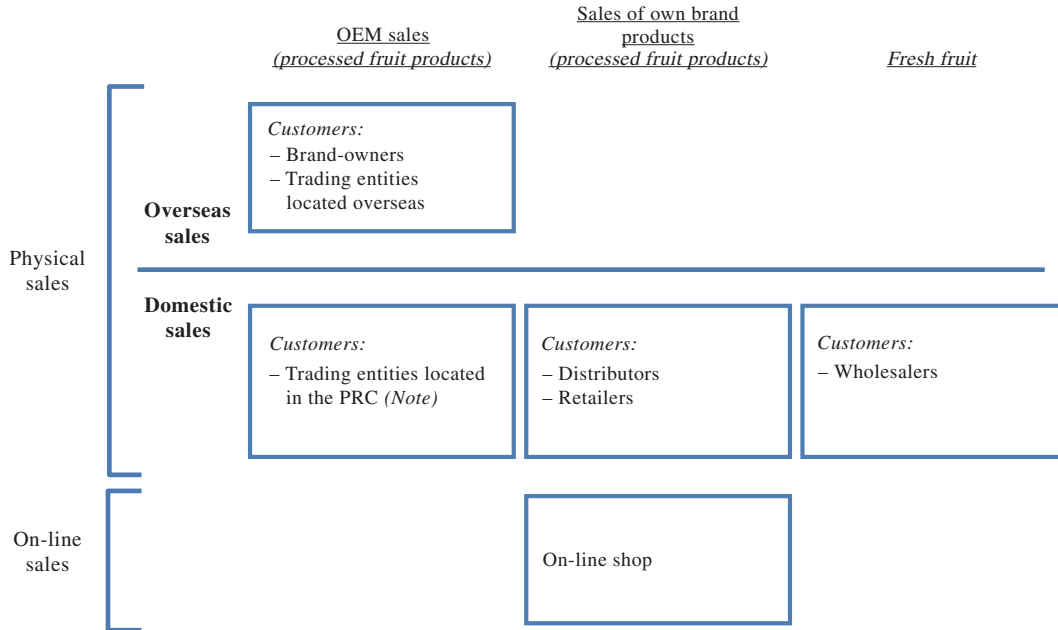 OEM sales
(processed fruit products)
Sales of own brand
products
(processed fruit products)
Fresh fruit
Physical
sales
Overseas
sales
Customers:
– Brand-owners
– Trading entities
located overseas
Domestic
sales
Customers:
– Trading entities located
in the PRC (Note)
Customers:
– Distributors
– Retailers
Customers:
– Wholesalers
On-line
sales
On-line shop